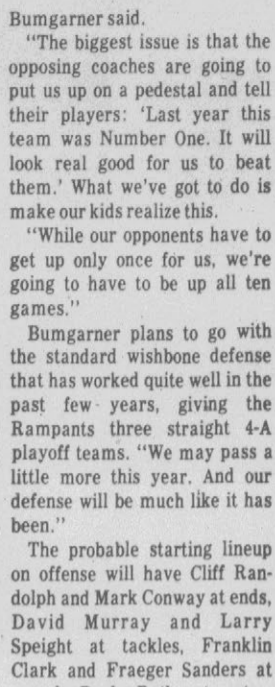 Bumgarner said.
"The biggest issue is that the
opposing coaches are going to
put us up on a pedestal and tell
their players: 'Last year this
team was Number One. It will
look real good for us to beat
them.' What we've got to do is
make our kids realize this.
"While our opponents have to
get up only once for us, we're
going to have to be up all ten
games."
Bumgarner plans to go with
the standard wishbone defense
that has worked quite well in the
past few years, giving the
Rampants three straight 4-A
playoff teams. "We may pass a
little more this year. And our
defense will be much like it has
been."
The probable starting lineup
on offense will have Cliff Ran-
dolph and Mark Conway at ends,
David Murray and Larry
Speight at tackles, Franklin
Clark and Fraeger Sanders at